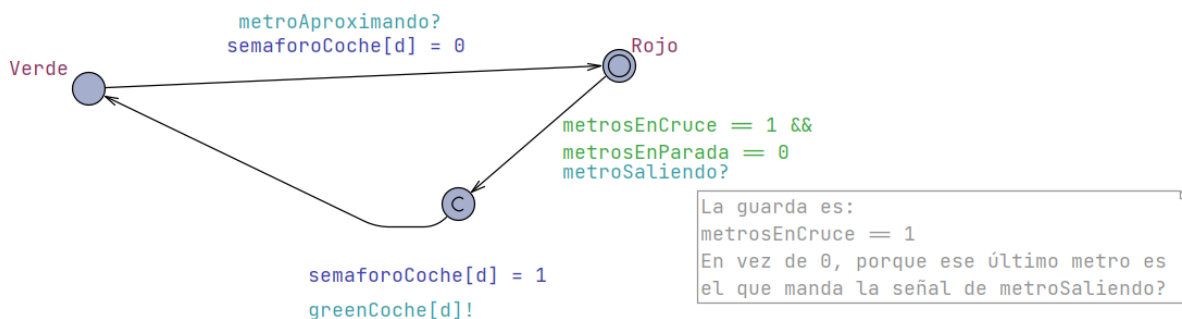 metroAproximando?
semaforoCoche[d] = 0
Verde
Rojo
metrosEnCruce == 1 &&
metrosEnParada == 0
metroSaliendo?
C
La guarda es:
metrosEnCruce == 1
En vez de 0, porque ese último metro es
el que manda la señal de metroSaliendo?
semaforoCoche[d] = 1
greenCoche[d]!